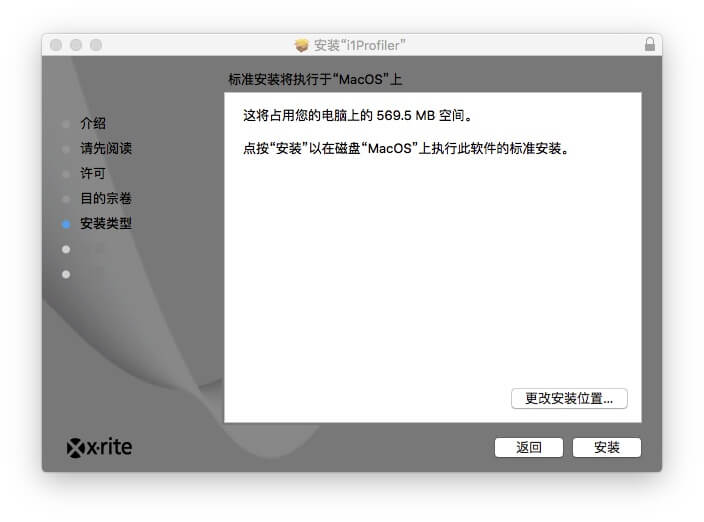 安装“i1Profiler”
标准安装将执行于“MacOS”上
介绍
请先阅读
许可
目的宗卷
安装类型
这将占用您的电脑上的 569.5 MB 空间。
点按“安装”以在磁盘“MacOS”上执行此软件的标准安装。
更改安装位置...
x·rite
返回
安装